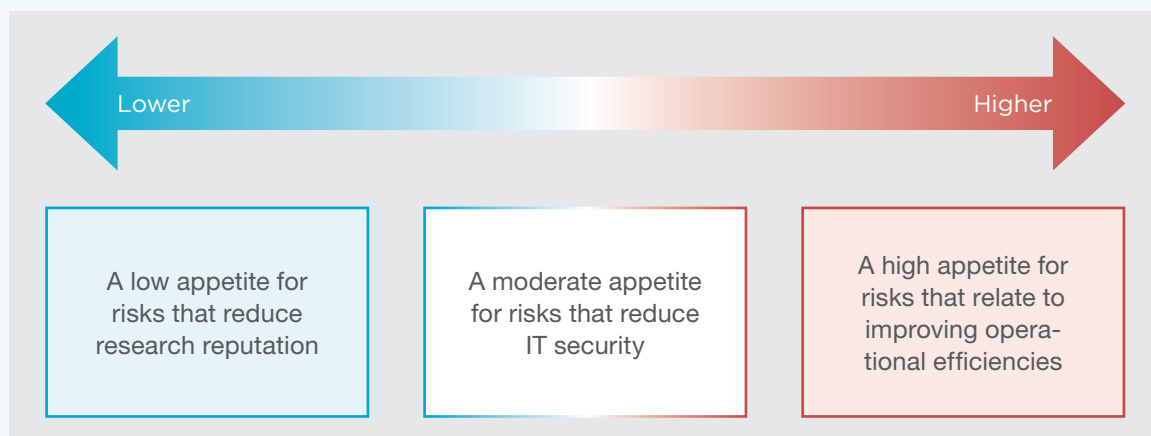 Lower
Higher
A low appetite for
risks that reduce
research reputation
A moderate appetite
for risks that reduce
IT security
A high appetite for
risks that relate to
improving opera-
tional efficiencies